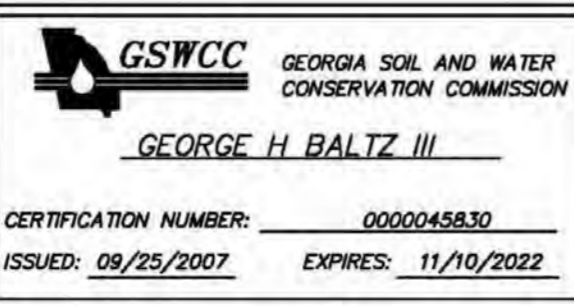 GSWCC
GEORGIA SOIL AND WATER
CONSERVATION COMMISSION
GEORGE H BALTZ III
CERTIFICATION NUMBER: 0000045830
ISSUED: 09/25/2007 EXPIRES: 11/10/2022